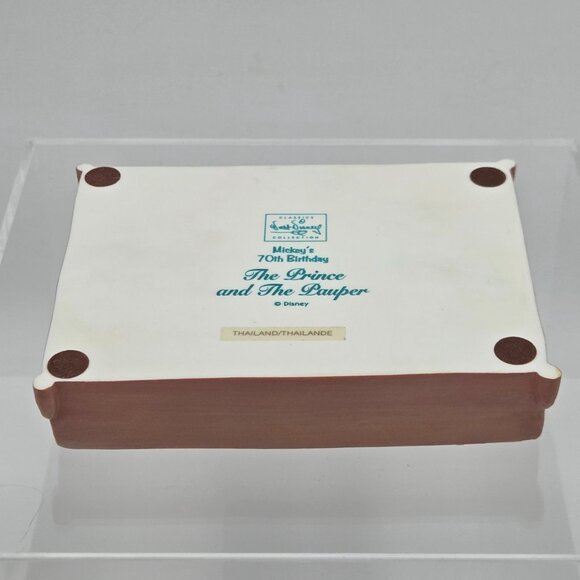 CLASSICS
Walt Disney
COLLECTION
Mickey's
70th Birthday
The Prince
and The Pauper
© Disney
THAILAND/THAILANDE